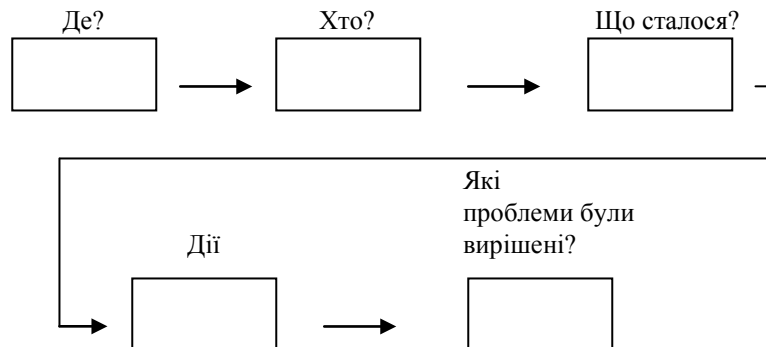 Де?
Хто?
Що сталося?
Які
проблеми були
вирішені?
Дії